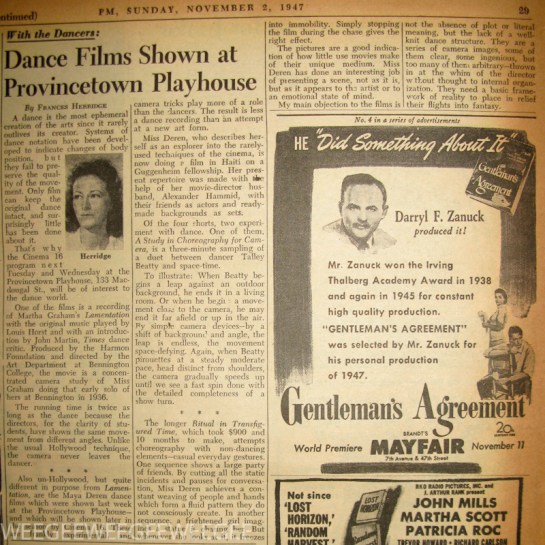 ontinued)
PM, SUNDAY, NOVEMBER 2, 1947
29
With the Dancers:
Dance Films Shown at
Provincetown Playhouse
By FRANCES HERRIDGE
A dance is the most ephemeral
creation of the arts since it rarely
outlives its creator. Systems of
dance notation have been devel-
oped to indicate changes of body
position, but
they fail to pre-
serve the qual-
ity of the move-
ment. Only film
can keep the
original dance
intact, and sur-
prisingly little
has been done
about it.
That's why
the Cinema 16
program next
Herridge
Tuesday and Wednesday at the
Provincetown Playhouse, 133 Mac-
dougal St., will be of interest to
the dance world.
One of the films is a recording
of Martha Graham's Lamentation
with the original music played by
Louis Horst and with an introduc-
tion by John Martin, Times dance
critic. Produced by the Harmon
Foundation and directed by the
Art Department at Bennington
College, the movie is a concen-
trated camera study of Miss
Graham doing that early solo of
hers at Bennington in 1936.
The running time is twice as
long as the dance because the
directors, for the clarity of stu-
dents, have shown the same move-
ment from different angles. Unlike
the usual Hollywood technique,
the camera never leaves the
dancer.
Also un-Hollywood, but quite
different in purpose from Lamen-
tation, are the Maya Deren dance
films which were shown last week
at the Provincetown Playhouse—
and which will be shown later in
camera tricks play more of a role
than the dancers. The result is less
a dance recording than an attempt
at a new art form.
Miss Deren, who describes her-
self as an explorer into the rarely-
used techniques of the cinema, is
now doing a film in Haiti on a
Guggenheim fellowship. Her pres-
ent repertoire was made with the
help of her movie-director hus-
band, Alexander Hammid, with
their friends as actors and ready-
made backgrounds as sets.
Of the four shorts, two experi-
ment with dance. One of them,
A Study in Choreography for Cam-
era, is a three-minute sampling of
a duet between dancer Talley
Beatty and space-time.
To illustrate: When Beatty be-
gins a leap against an outdoor
background, he ends it in a living
room. Or when he begins a move-
ment close to the camera, he may
end it far afield or up in the air.
By simple camera devices—by a
shift of background and angle, the
leap is endless, the movement
space-defying. Again, when Beatty
pirouettes at a steady moderate
pace, head distinct from shoulders,
the camera gradually speeds up
until we see a fast spin done with
the detailed completeness of a
slow turn.
The longer Ritual in Transfig-
ured Time, which took $900 and
10 months to make, attempts
choreography with non-dancing
elements—casual everyday gestures.
One sequence shows a large party
of friends. By cutting all the static
incidents and pauses for conversa-
tion, Miss Deren achieves a con-
stant weaving of people and hands
which form a fluid pattern they do
not consciously create. In another
sequence, a frightened girl imag-
into immobility. Simply stopping
the film during the chase gives the
right effect.
The pictures are a good indica-
tion of how little use movies make
of their unique medium. Miss
Deren has done an interesting job
of presenting a scene, not as it is,
but as it appears to the artist or to
an emotional state of mind.
My main objection to the films is
not the absence of plot or literal
meaning, but the lack of a well-
knit dance structure. They are a
series of camera images, some of
them clear, some ingenious, but
too many of them arbitrary—thrown
in at the whim of the director
without thought to internal organ-
ization. They need a basic frame-
work of reality to place in relief
their flights into fantasy.
No. 4 in a series of advertisements
HE "Did Something About It"
Gentleman's
Agreement
Darryl F. Zanuck
produced it!
Mr. Zanuck won the Irving
Thalberg Academy Award in 1938
and again in 1945 for constant
high quality production.
"GENTLEMAN'S AGREEMENT"
was selected by Mr. Zanuck for
his personal production
of 1947.
Gentleman's Agreement
20
World Premiere
BRANDT'S
MAYFAIR
7th Avenue & 47th Street
November 11
Not since
'LOST
HORIZON,'
'RANDOM
HARVEST,'
RKO RADIO PICTURES, INC. and
J. ARTHUR RANK present
JOHN MILLS
MARTHA SCOTT
PATRICIA ROC
TREVOR HOWARD · RICHARD CARLSON